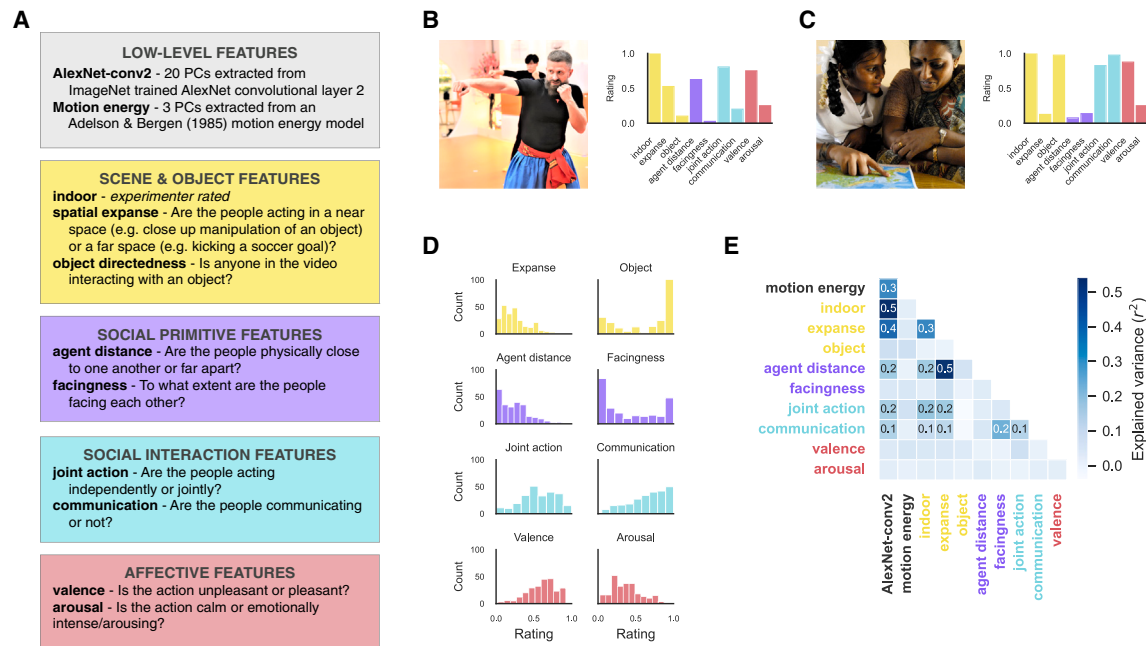 A
LOW-LEVEL FEATURES
AlexNet-conv2 - 20 PCs extracted from
ImageNet trained AlexNet convolutional layer 2
Motion energy - 3 PCs extracted from an
Adelson & Bergen (1985) motion energy model
SCENE & OBJECT FEATURES
indoor - experimenter rated
spatial expanse - Are the people acting in a near
space (e.g. close up manipulation of an object)
or a far space (e.g. kicking a soccer goal)?
object directedness - Is anyone in the video
interacting with an object?
SOCIAL PRIMITIVE FEATURES
agent distance - Are the people physically close
to one another or far apart?
facingness - To what extent are the people
facing each other?
SOCIAL INTERACTION FEATURES
joint action - Are the people acting
independently or jointly?
communication - Are the people communicating
or not?
AFFECTIVE FEATURES
valence - Is the action unpleasant or pleasant?
arousal - Is the action calm or emotionally
intense/arousing?
B
Rating
1.0
0.5
0.0
indoor
expanse
object
agent distance
facingness
joint action
communication
valence
arousal
C
Rating
1.0
0.5
0.0
indoor
expanse
object
agent distance
facingness
joint action
communication
valence
arousal
D
Expanse
Object
Count
100
50
0
Agent distance
Facingness
Count
100
50
0
Joint action
Communication
Count
100
50
0
Valence
Arousal
Count
100
50
0
0.0 0.5 1.0
0.0 0.5 1.0
Rating
Rating
E
motion energy 0.3
indoor 0.5
expanse 0.4 0.3
object
agent distance 0.2 0.2 0.5
facingness
joint action 0.2 0.2 0.2
communication 0.1 0.1 0.1 0.2 0.1
valence
arousal
AlexNet-conv2
motion energy
indoor
expanse
object
agent distance
facingness
joint action
communication
valence
0.5
0.4
0.3
0.2
0.1
0.0
Explained variance (r²)